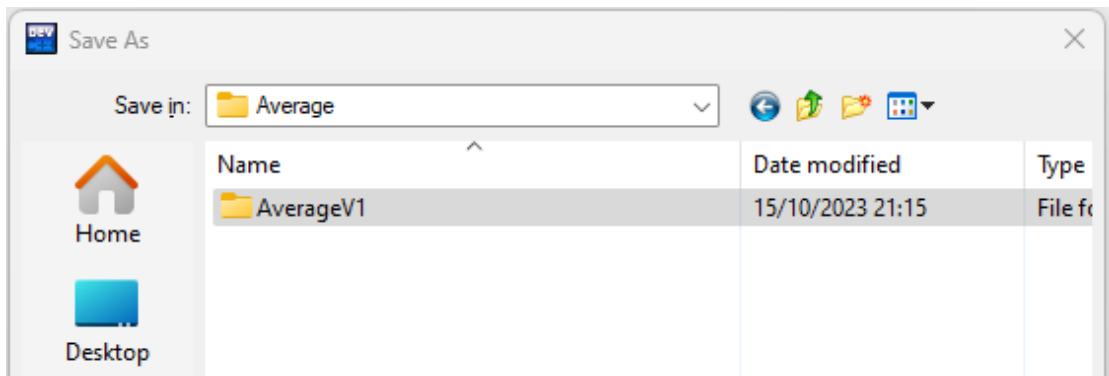 DEV
Save As
Save in: Average
Name Date modified Type
AverageV1 15/10/2023 21:15 File fo
Home
Desktop